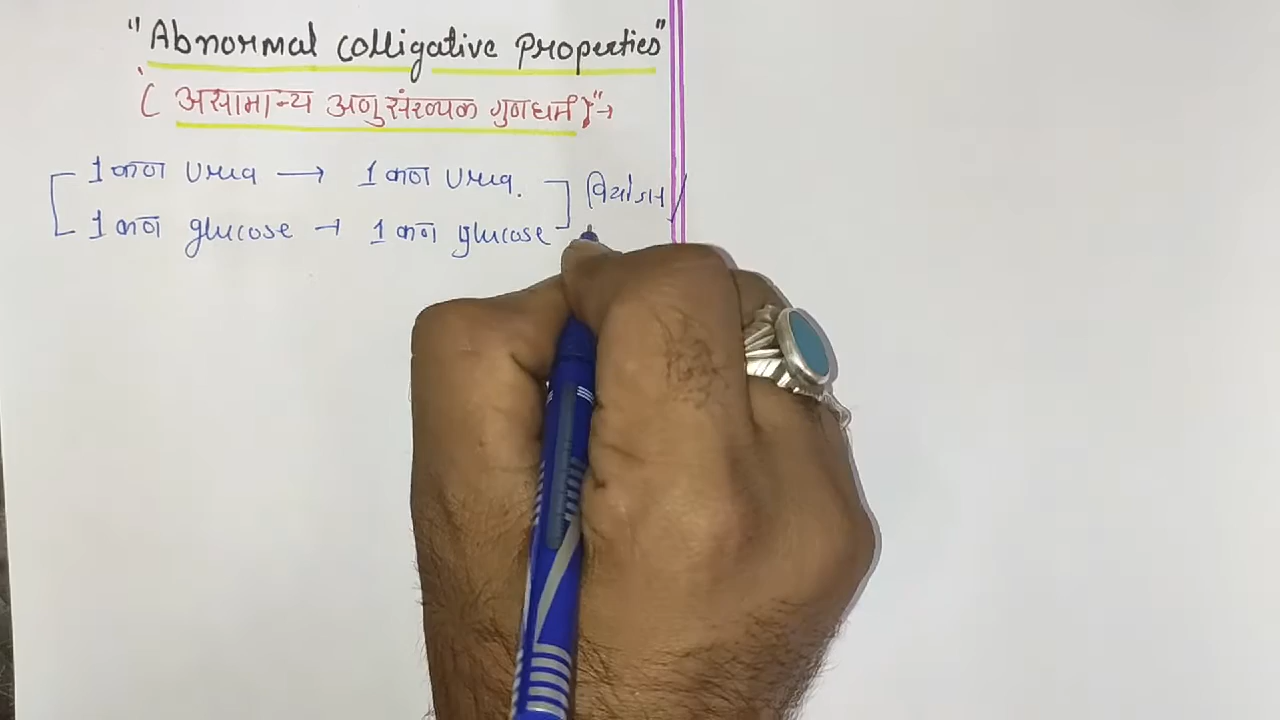 "Abnormal colligative Properties"
( असामान्य अणुसंख्यक गुनधर्म )"→
1 कण Urea → 1 कण Urea.
1 कण glucose → 1 कण glucose
वियोजन /